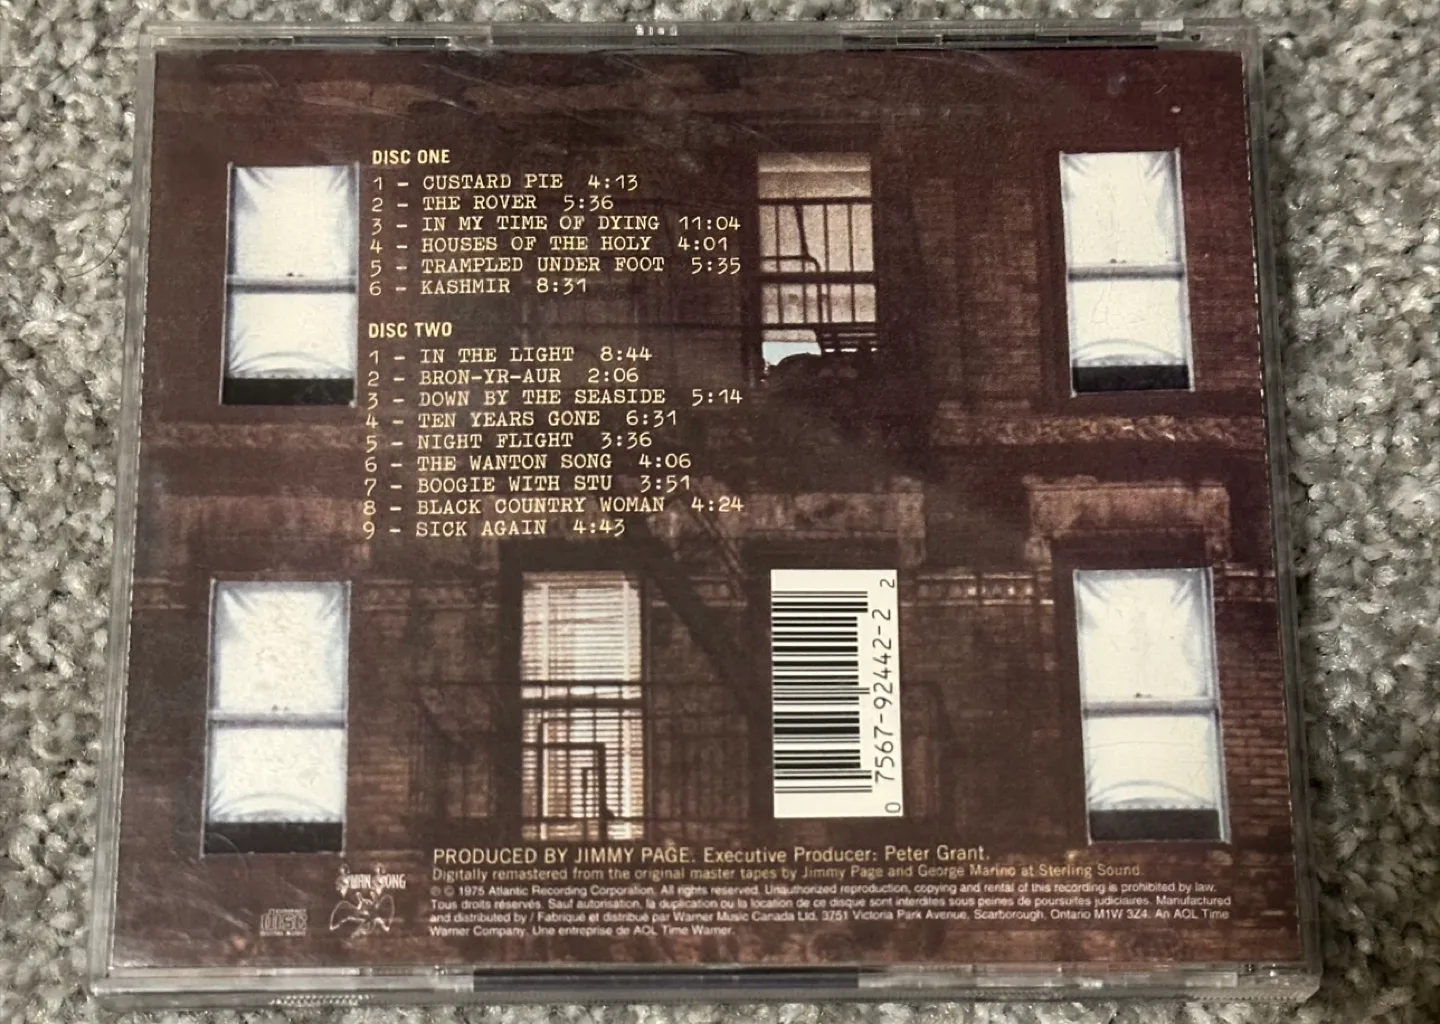 DISC ONE
1 - CUSTARD PIE 4:13
2 - THE ROVER 5:36
3 - IN MY TIME OF DYING 11:04
4 - HOUSES OF THE HOLY 4:01
5 - TRAMPLED UNDER FOOT 5:35
6 - KASHMIR 8:31
DISC TWO
1 - IN THE LIGHT 8:44
2 - BRON-YR-AUR 2:06
3 - DOWN BY THE SEASIDE 5:14
4 - TEN YEARS GONE 6:31
5 - NIGHT FLIGHT 3:36
6 - THE WANTON SONG 4:06
7 - BOOGIE WITH STU 3:51
8 - BLACK COUNTRY WOMAN 4:24
9 - SICK AGAIN 4:43
0 7567-92442-2 2
PRODUCED BY JIMMY PAGE. Executive Producer: Peter Grant.
Digitally remastered from the original master tapes by Jimmy Page and George Marino at Sterling Sound.
℗ © 1975 Atlantic Recording Corporation. All rights reserved. Unauthorized reproduction, copying and rental of this recording is prohibited by law.
Tous droits réservés. Sauf autorisation, la duplication ou la location de ce disque sont interdites sous peines de poursuites judiciaires. Manufactured
and distributed by / Fabriqué et distribué par Warner Music Canada Ltd. 3751 Victoria Park Avenue, Scarborough, Ontario M1W 3Z4. An AOL Time
Warner Company. Une entreprise de AOL Time Warner.
SWAN SONG
COMPACT
disc
DIGITAL AUDIO